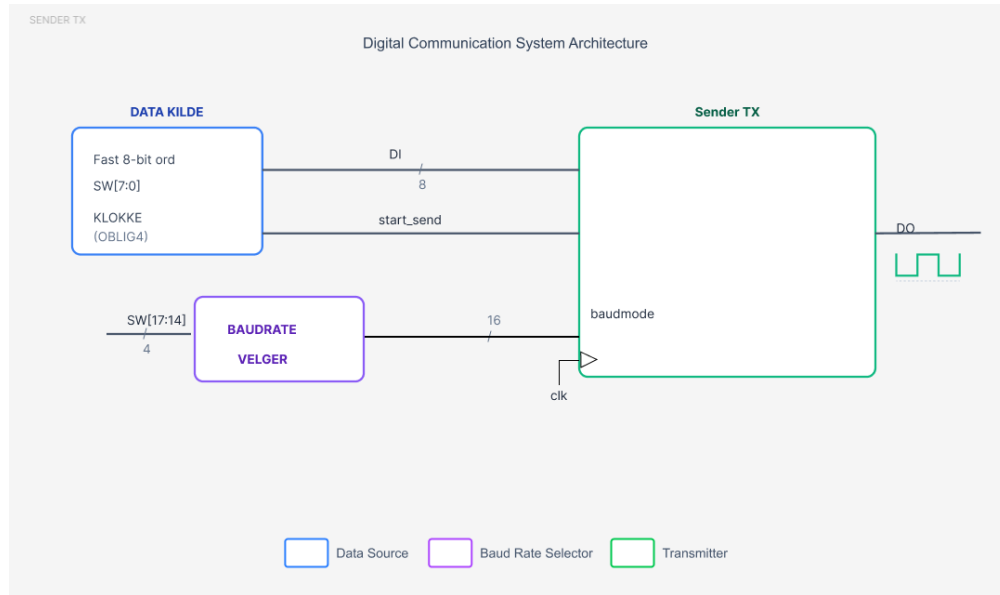 SENDER TX
Digital Communication System Architecture
DATA KILDE
Sender TX
Fast 8-bit ord
SW[7:0]
KLOKKE
(OBLIG4)
DI
8
start_send
DO
SW[17:14]
4
BAUDRATE
VELGER
16
baudmode
clk
Data Source
Baud Rate Selector
Transmitter